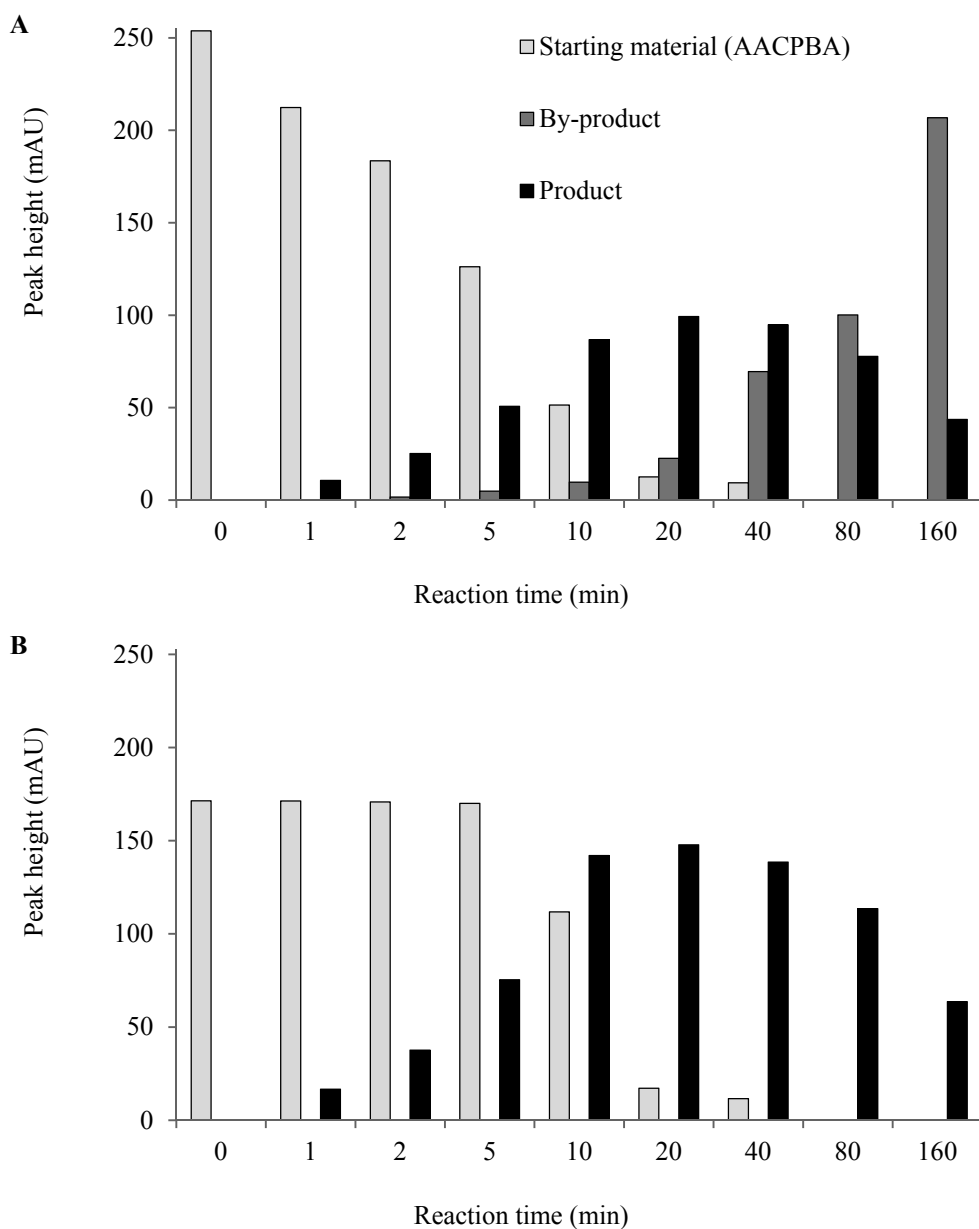 A
Peak height (mAU)
250
200
150
100
50
0
Starting material (AACPBA)
By-product
Product
0 1 2 5 10 20 40 80 160
Reaction time (min)
B
Peak height (mAU)
250
200
150
100
50
0
0 1 2 5 10 20 40 80 160
Reaction time (min)